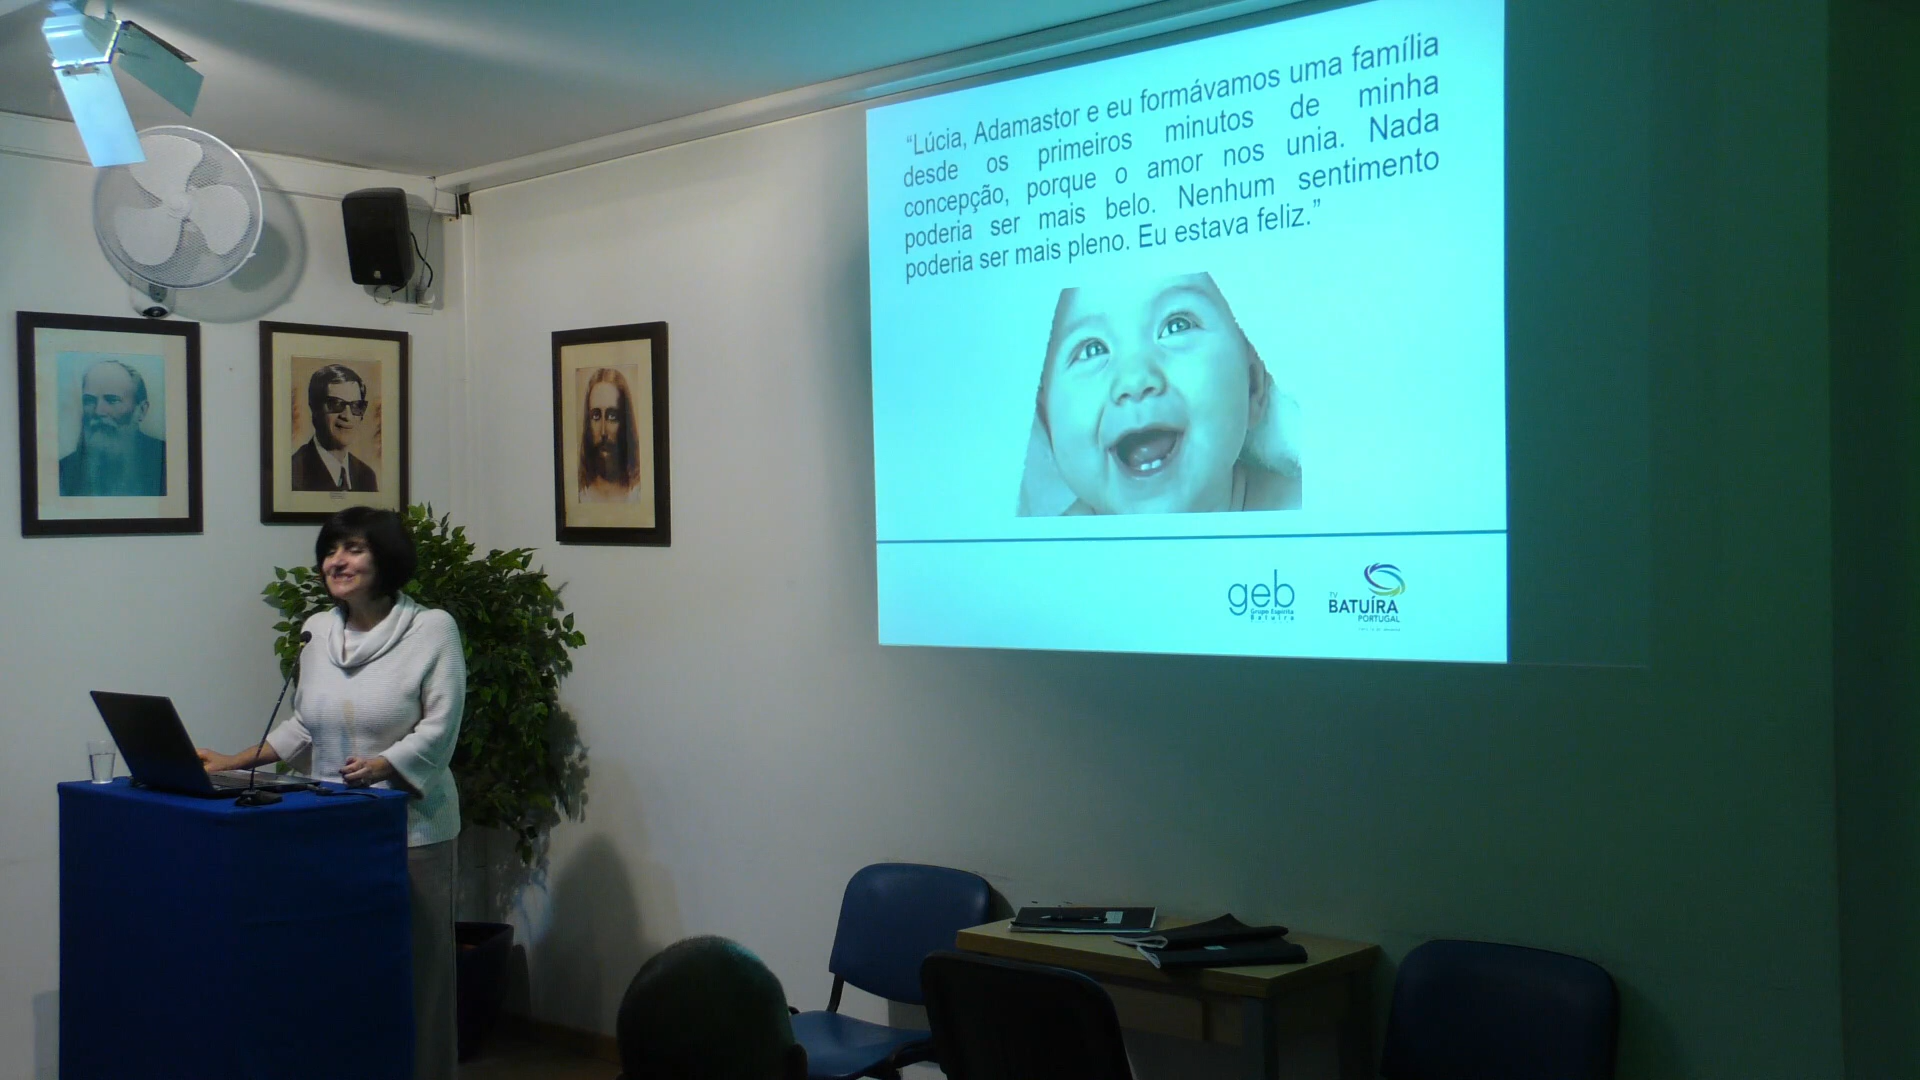 “Lúcia, Adamastor e eu formávamos uma família
desde os primeiros minutos de minha
concepção, porque o amor nos unia. Nada
poderia ser mais belo. Nenhum sentimento
poderia ser mais pleno. Eu estava feliz.”
geb
Grupo Espírita
Batuíra
TV
BATUÍRA
PORTUGAL